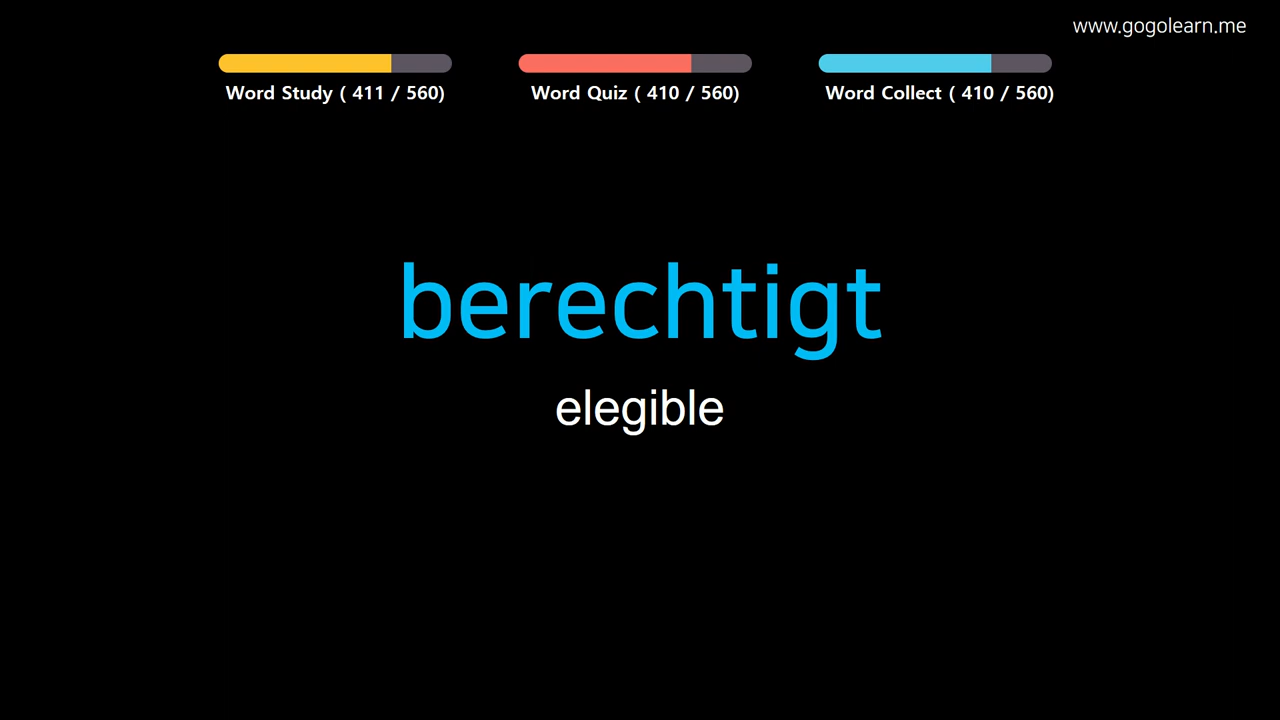 www.gogolearn.me
Word Study ( 411 / 560)
Word Quiz ( 410 / 560)
Word Collect ( 410 / 560)
berechtigt
elegible